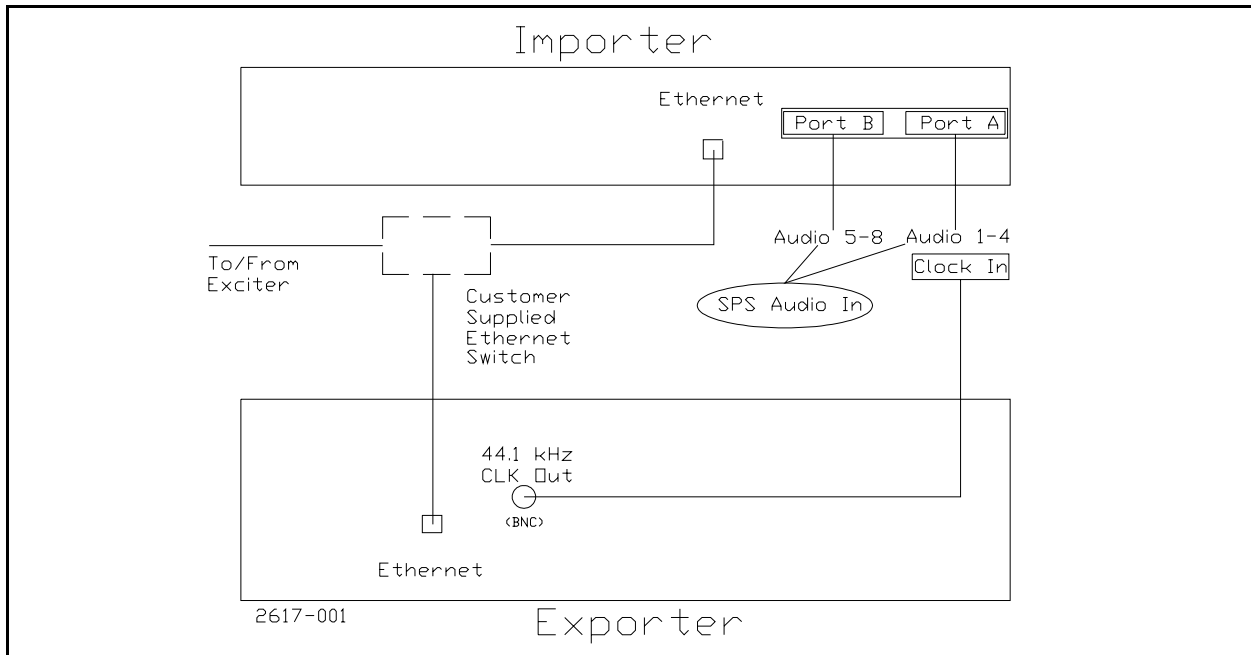 Importer
Ethernet
Port B
Port A
Audio 5-8
Audio 1-4
Clock In
To/From
Exciter
SPS Audio In
Customer
Supplied
Ethernet
Switch
44.1 kHz
CLK Out
(BNC)
Ethernet
2617-001
Exporter